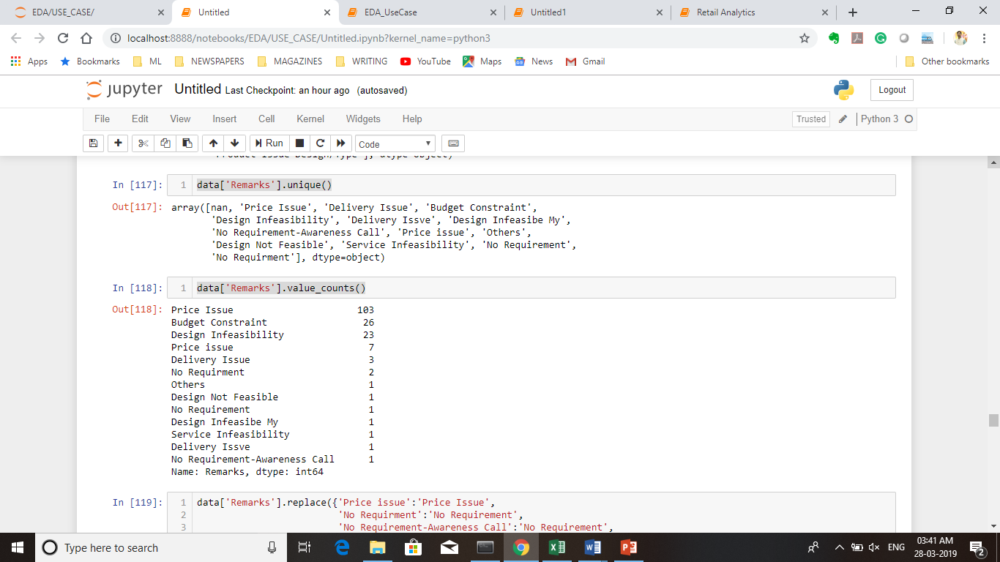 EDA/USE_CASE/
Untitled
EDA_UseCase
Untitled1
Retail Analytics
localhost:8888/notebooks/EDA/USE_CASE/Untitled.ipynb?kernel_name=python3
Apps
Bookmarks
ML
NEWSPAPERS
MAGAZINES
WRITING
YouTube
Maps
News
Gmail
Other bookmarks
jupyter Untitled Last Checkpoint: an hour ago (autosaved)
Logout
File Edit View Insert Cell Kernel Widgets Help
Trusted
Python 3
Run
Code
In [117]: 1 data['Remarks'].unique()
Out[117]: array([nan, 'Price Issue', 'Delivery Issue', 'Budget Constraint',
'Design Infeasibility', 'Delivery Issve', 'Design Infeasibe My',
'No Requirement-Awareness Call', 'Price issue', 'Others',
'Design Not Feasible', 'Service Infeasibility', 'No Requirement',
'No Requirment'], dtype=object)
In [118]: 1 data['Remarks'].value_counts()
Out[118]: Price Issue 103
Budget Constraint 26
Design Infeasibility 23
Price issue 7
Delivery Issue 3
No Requirment 2
Others 1
Design Not Feasible 1
No Requirement 1
Design Infeasibe My 1
Service Infeasibility 1
Delivery Issve 1
No Requirement-Awareness Call 1
Name: Remarks, dtype: int64
In [119]: 1 data['Remarks'].replace({'Price issue':'Price Issue',
2 'No Requirment':'No Requirement',
3 'No Requirement-Awareness Call':'No Requirement',
Type here to search
ENG
03:41 AM
28-03-2019
2